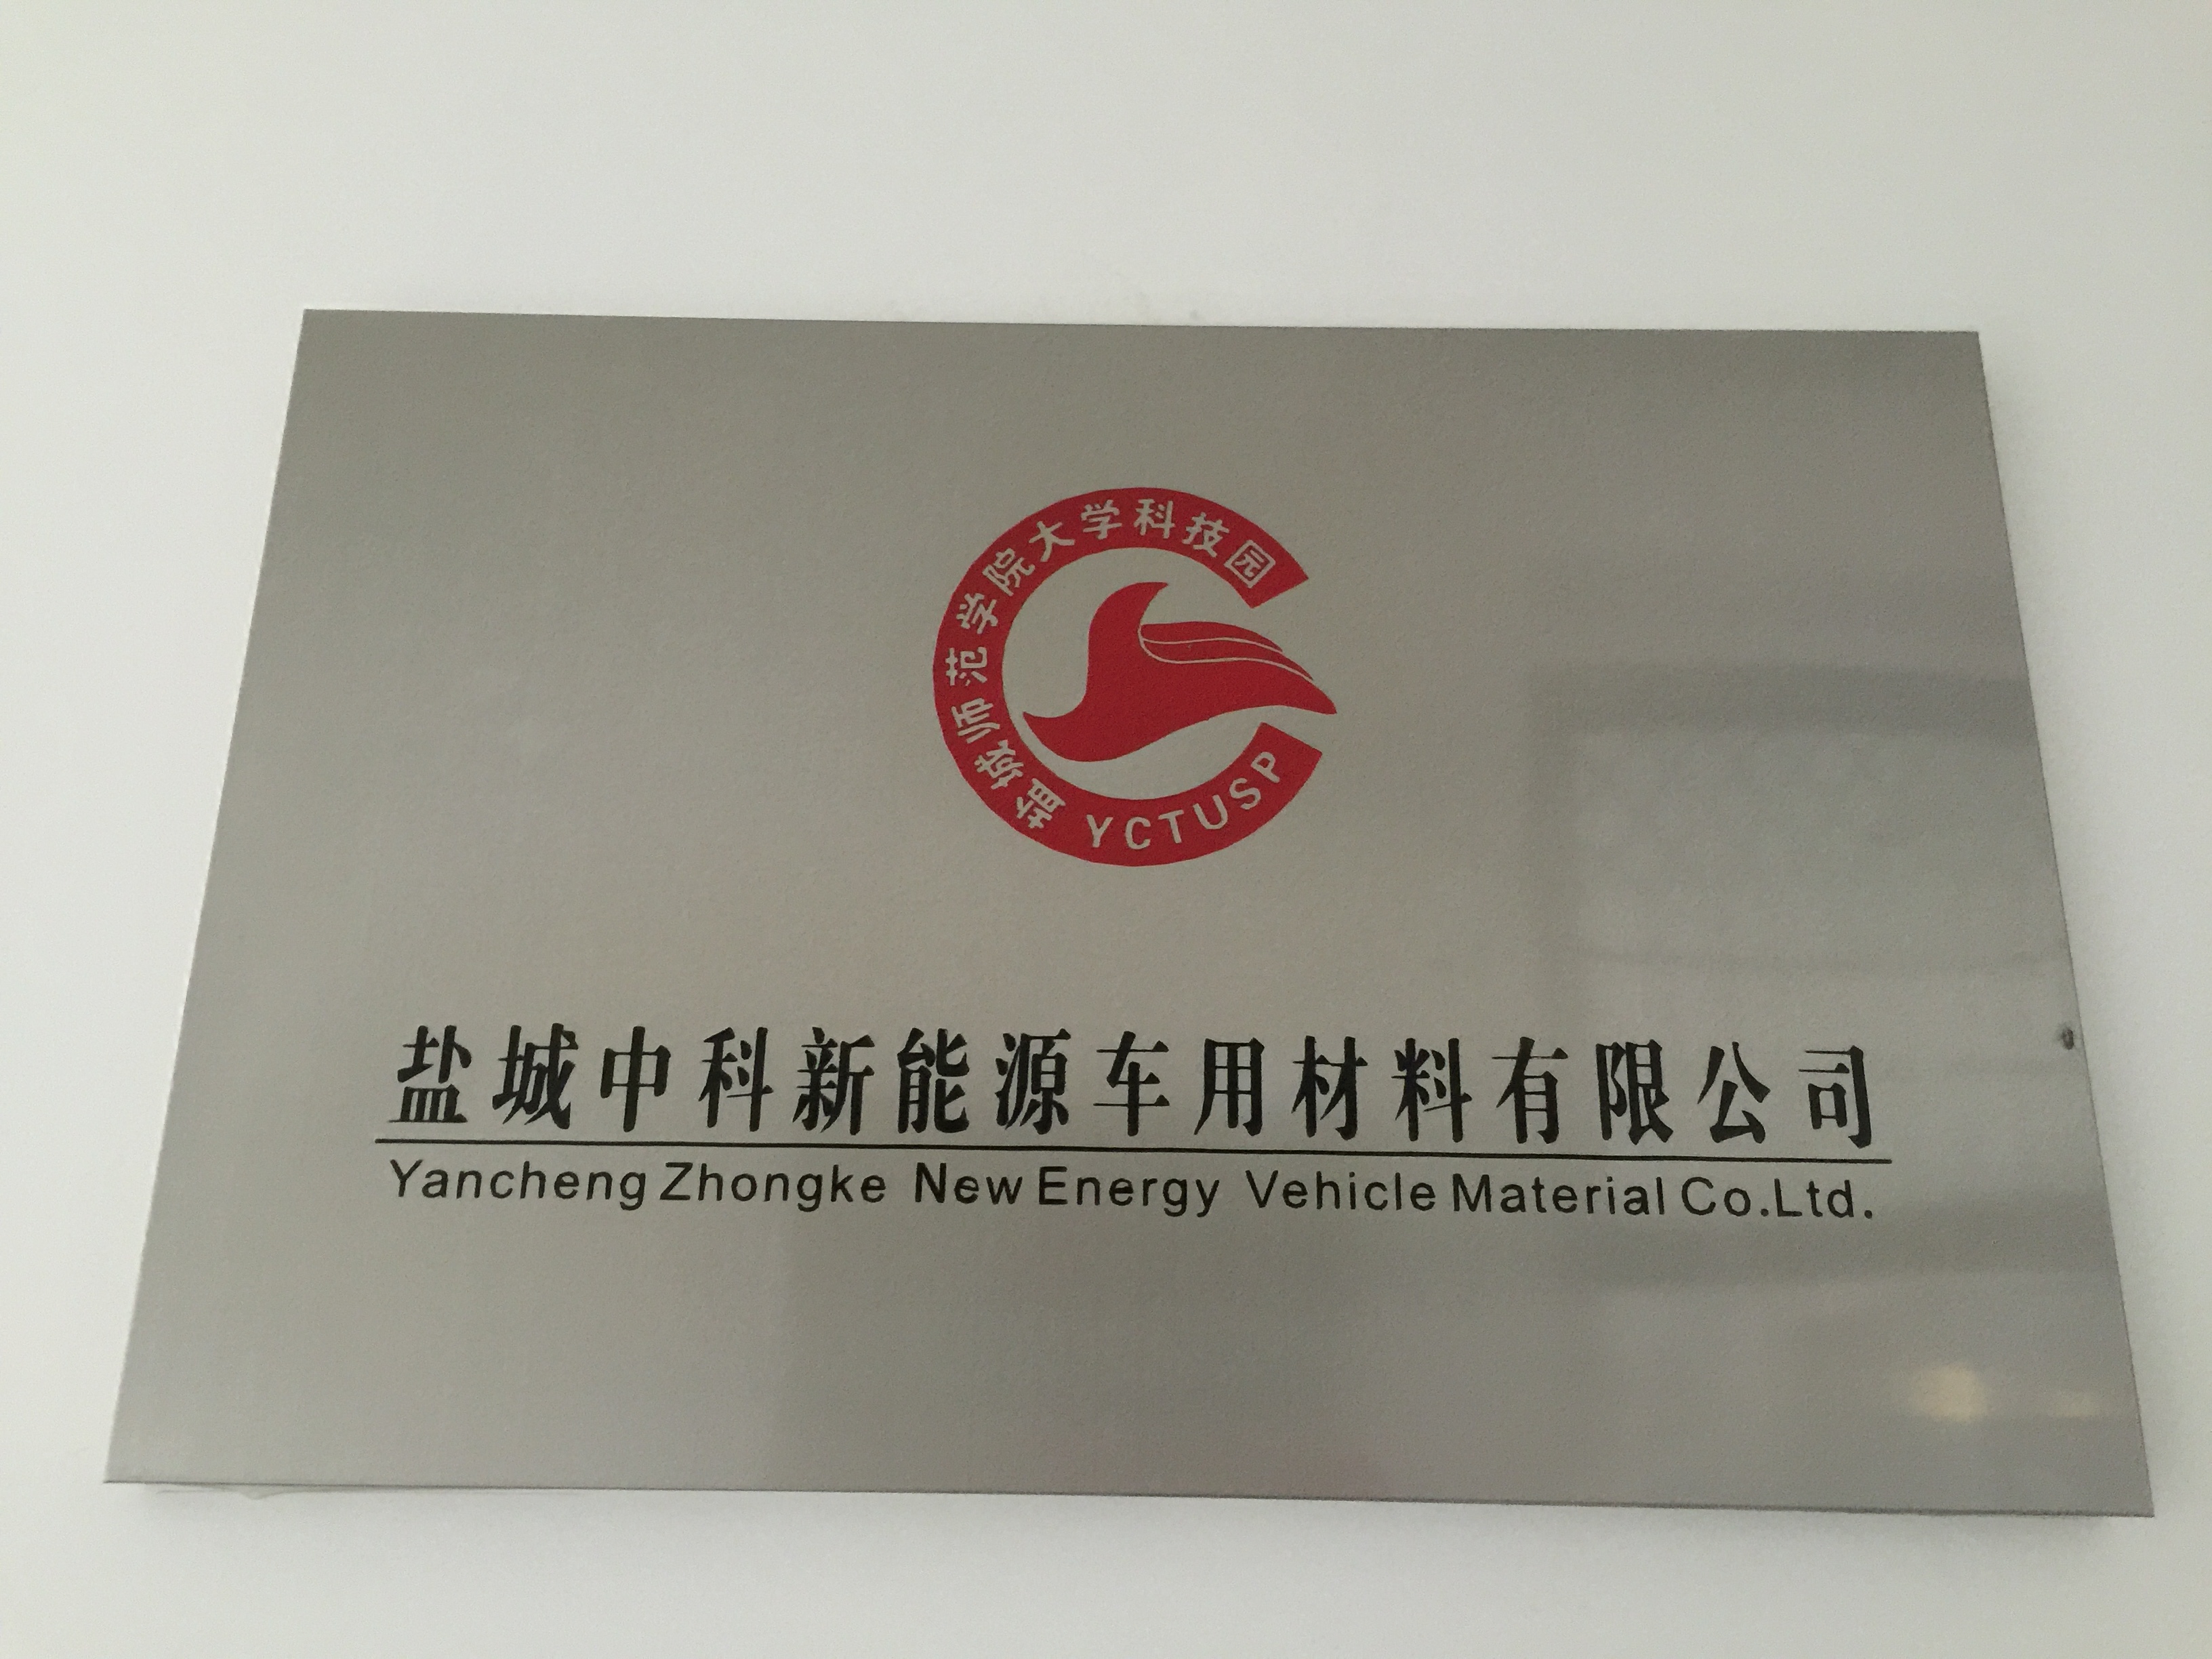 盐城师范学院大学科技园
YCTUSP
盐城中科新能源车用材料有限公司
Yancheng Zhongke New Energy Vehicle Material Co.Ltd.